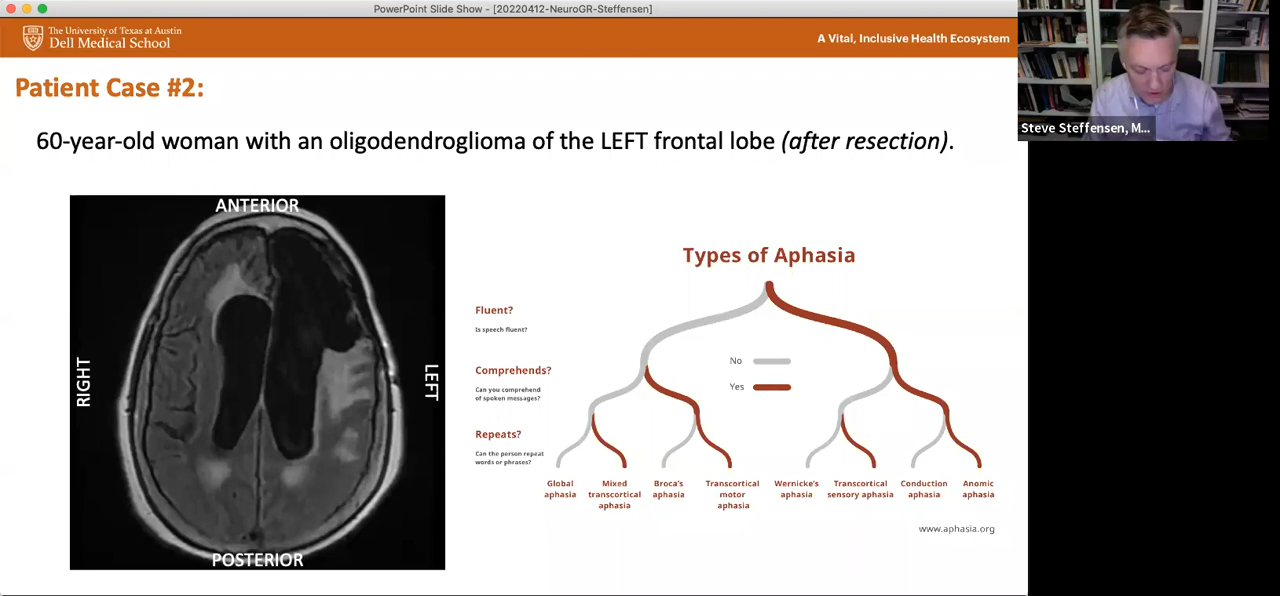 PowerPoint Slide Show - [20220412-NeuroGR-Steffensen]
The University of Texas at Austin
Dell Medical School
A Vital, Inclusive Health Ecosystem
Steve Steffensen, M...
Patient Case #2:
60-year-old woman with an oligodendroglioma of the LEFT frontal lobe (after resection).
ANTERIOR
RIGHT
LEFT
POSTERIOR
Types of Aphasia
Fluent?
Is speech fluent?
Comprehends?
Can you comprehend
of spoken messages?
Repeats?
Can the person repeat
words or phrases?
No
Yes
Global
aphasia
Mixed
transcortical
aphasia
Broca's
aphasia
Transcortical
motor
aphasia
Wernicke's
aphasia
Transcortical
sensory aphasia
Conduction
aphasia
Anomic
aphasia
www.aphasia.org